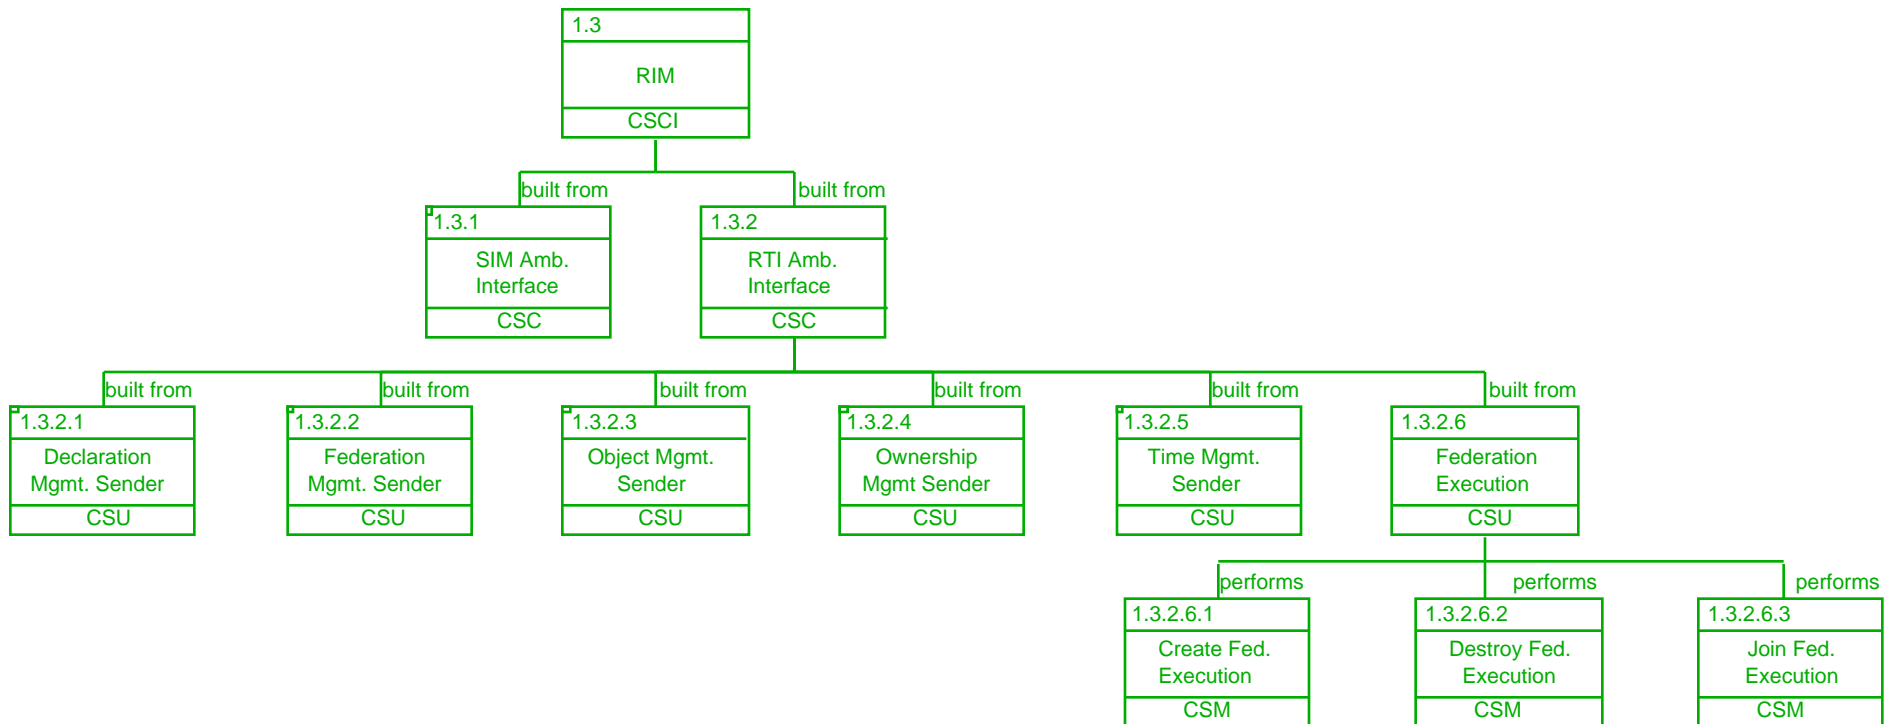 1.3
RIM
CSCI
built from
built from
1.3.1
1.3.2
SIM Amb.
Interface
RTI Amb.
Interface
CSC
CSC
built from
built from
built from
built from
built from
built from
1.3.2.1
1.3.2.2
1.3.2.3
1.3.2.4
1.3.2.5
1.3.2.6
Declaration
Mgmt. Sender
Federation
Mgmt. Sender
Object Mgmt.
Sender
Ownership
Mgmt Sender
Time Mgmt.
Sender
Federation
Execution
CSU
CSU
CSU
CSU
CSU
CSU
performs
performs
performs
1.3.2.6.1
1.3.2.6.2
1.3.2.6.3
Create Fed.
Execution
Destroy Fed.
Execution
Join Fed.
Execution
CSM
CSM
CSM